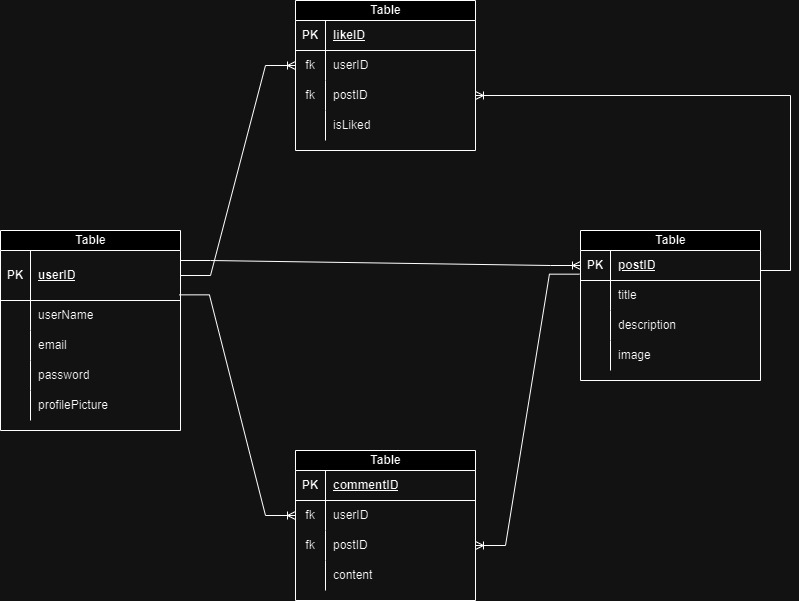 Table
PK likeID
fk userID
fk postID
isLiked
Table
PK userID
userName
email
password
profilePicture
Table
PK postID
title
description
image
Table
PK commentID
fk userID
fk postID
content